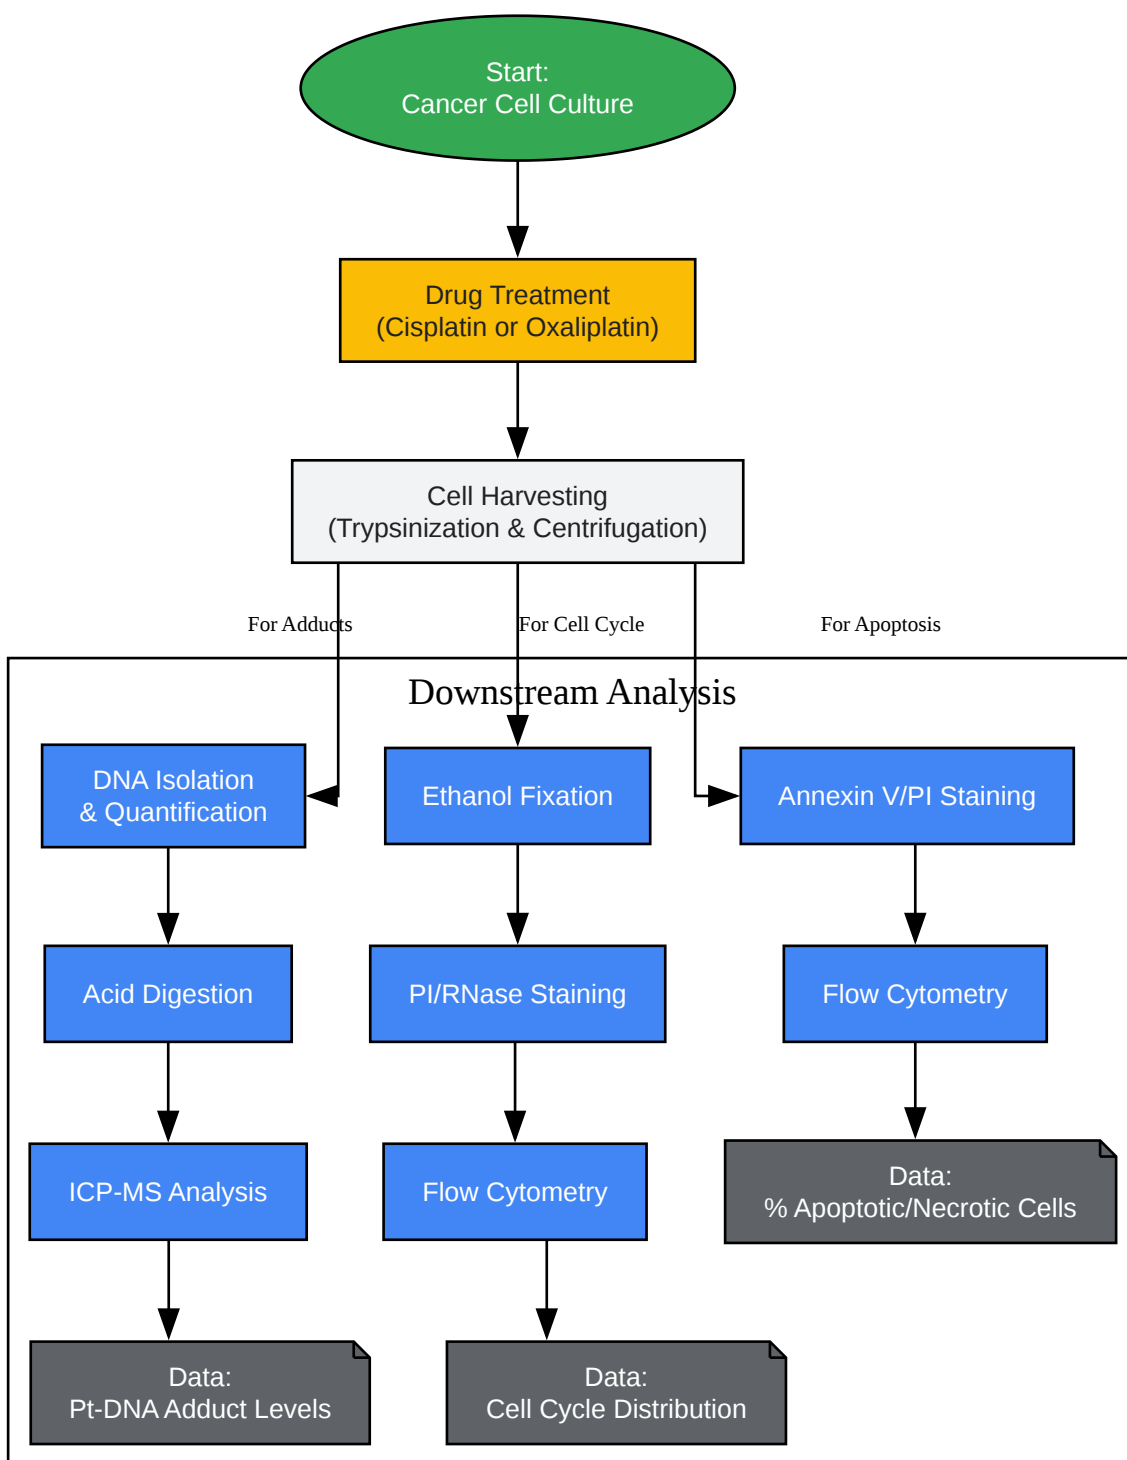 Start:
Cancer Cell Culture
Drug Treatment
(Cisplatin or Oxaliplatin)
Cell Harvesting
(Trypsinization & Centrifugation)
For Adducts
For Cell Cycle
For Apoptosis
Downstream Analysis
DNA Isolation
& Quantification
Ethanol Fixation
Annexin V/PI Staining
Acid Digestion
PI/RNase Staining
Flow Cytometry
ICP-MS Analysis
Flow Cytometry
Data:
% Apoptotic/Necrotic Cells
Data:
Pt-DNA Adduct Levels
Data:
Cell Cycle Distribution